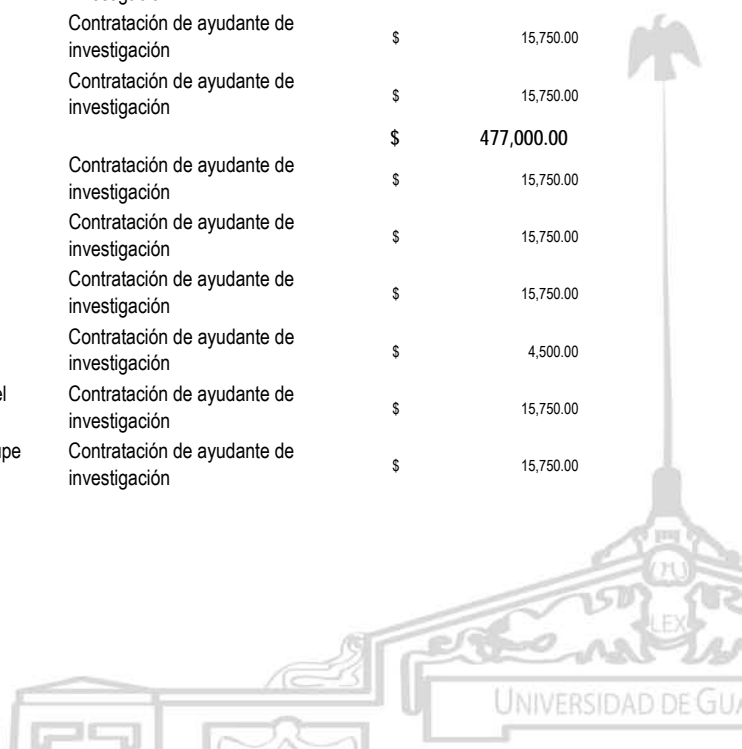 Contratación de ayudante de
investigación
$ 15,750.00
Contratación de ayudante de
investigación
$ 15,750.00
$ 477,000.00
Contratación de ayudante de
investigación
$ 15,750.00
Contratación de ayudante de
investigación
$ 15,750.00
Contratación de ayudante de
investigación
$ 15,750.00
Contratación de ayudante de
investigación
$ 4,500.00
el
Contratación de ayudante de
investigación
$ 15,750.00
upe
Contratación de ayudante de
investigación
$ 15,750.00
LEX
UNIVERSIDAD DE GUA